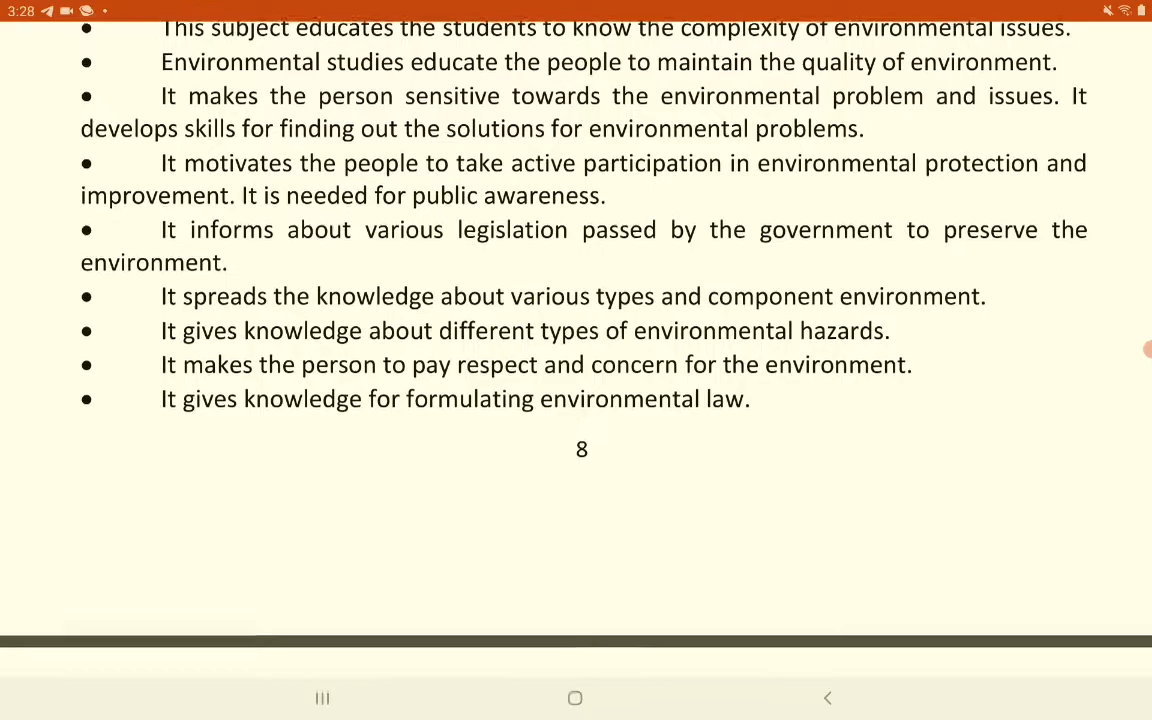 3:28
• This subject educates the students to know the complexity of environmental issues.
• Environmental studies educate the people to maintain the quality of environment.
• It makes the person sensitive towards the environmental problem and issues. It
develops skills for finding out the solutions for environmental problems.
• It motivates the people to take active participation in environmental protection and
improvement. It is needed for public awareness.
• It informs about various legislation passed by the government to preserve the
environment.
• It spreads the knowledge about various types and component environment.
• It gives knowledge about different types of environmental hazards.
• It makes the person to pay respect and concern for the environment.
• It gives knowledge for formulating environmental law.
8